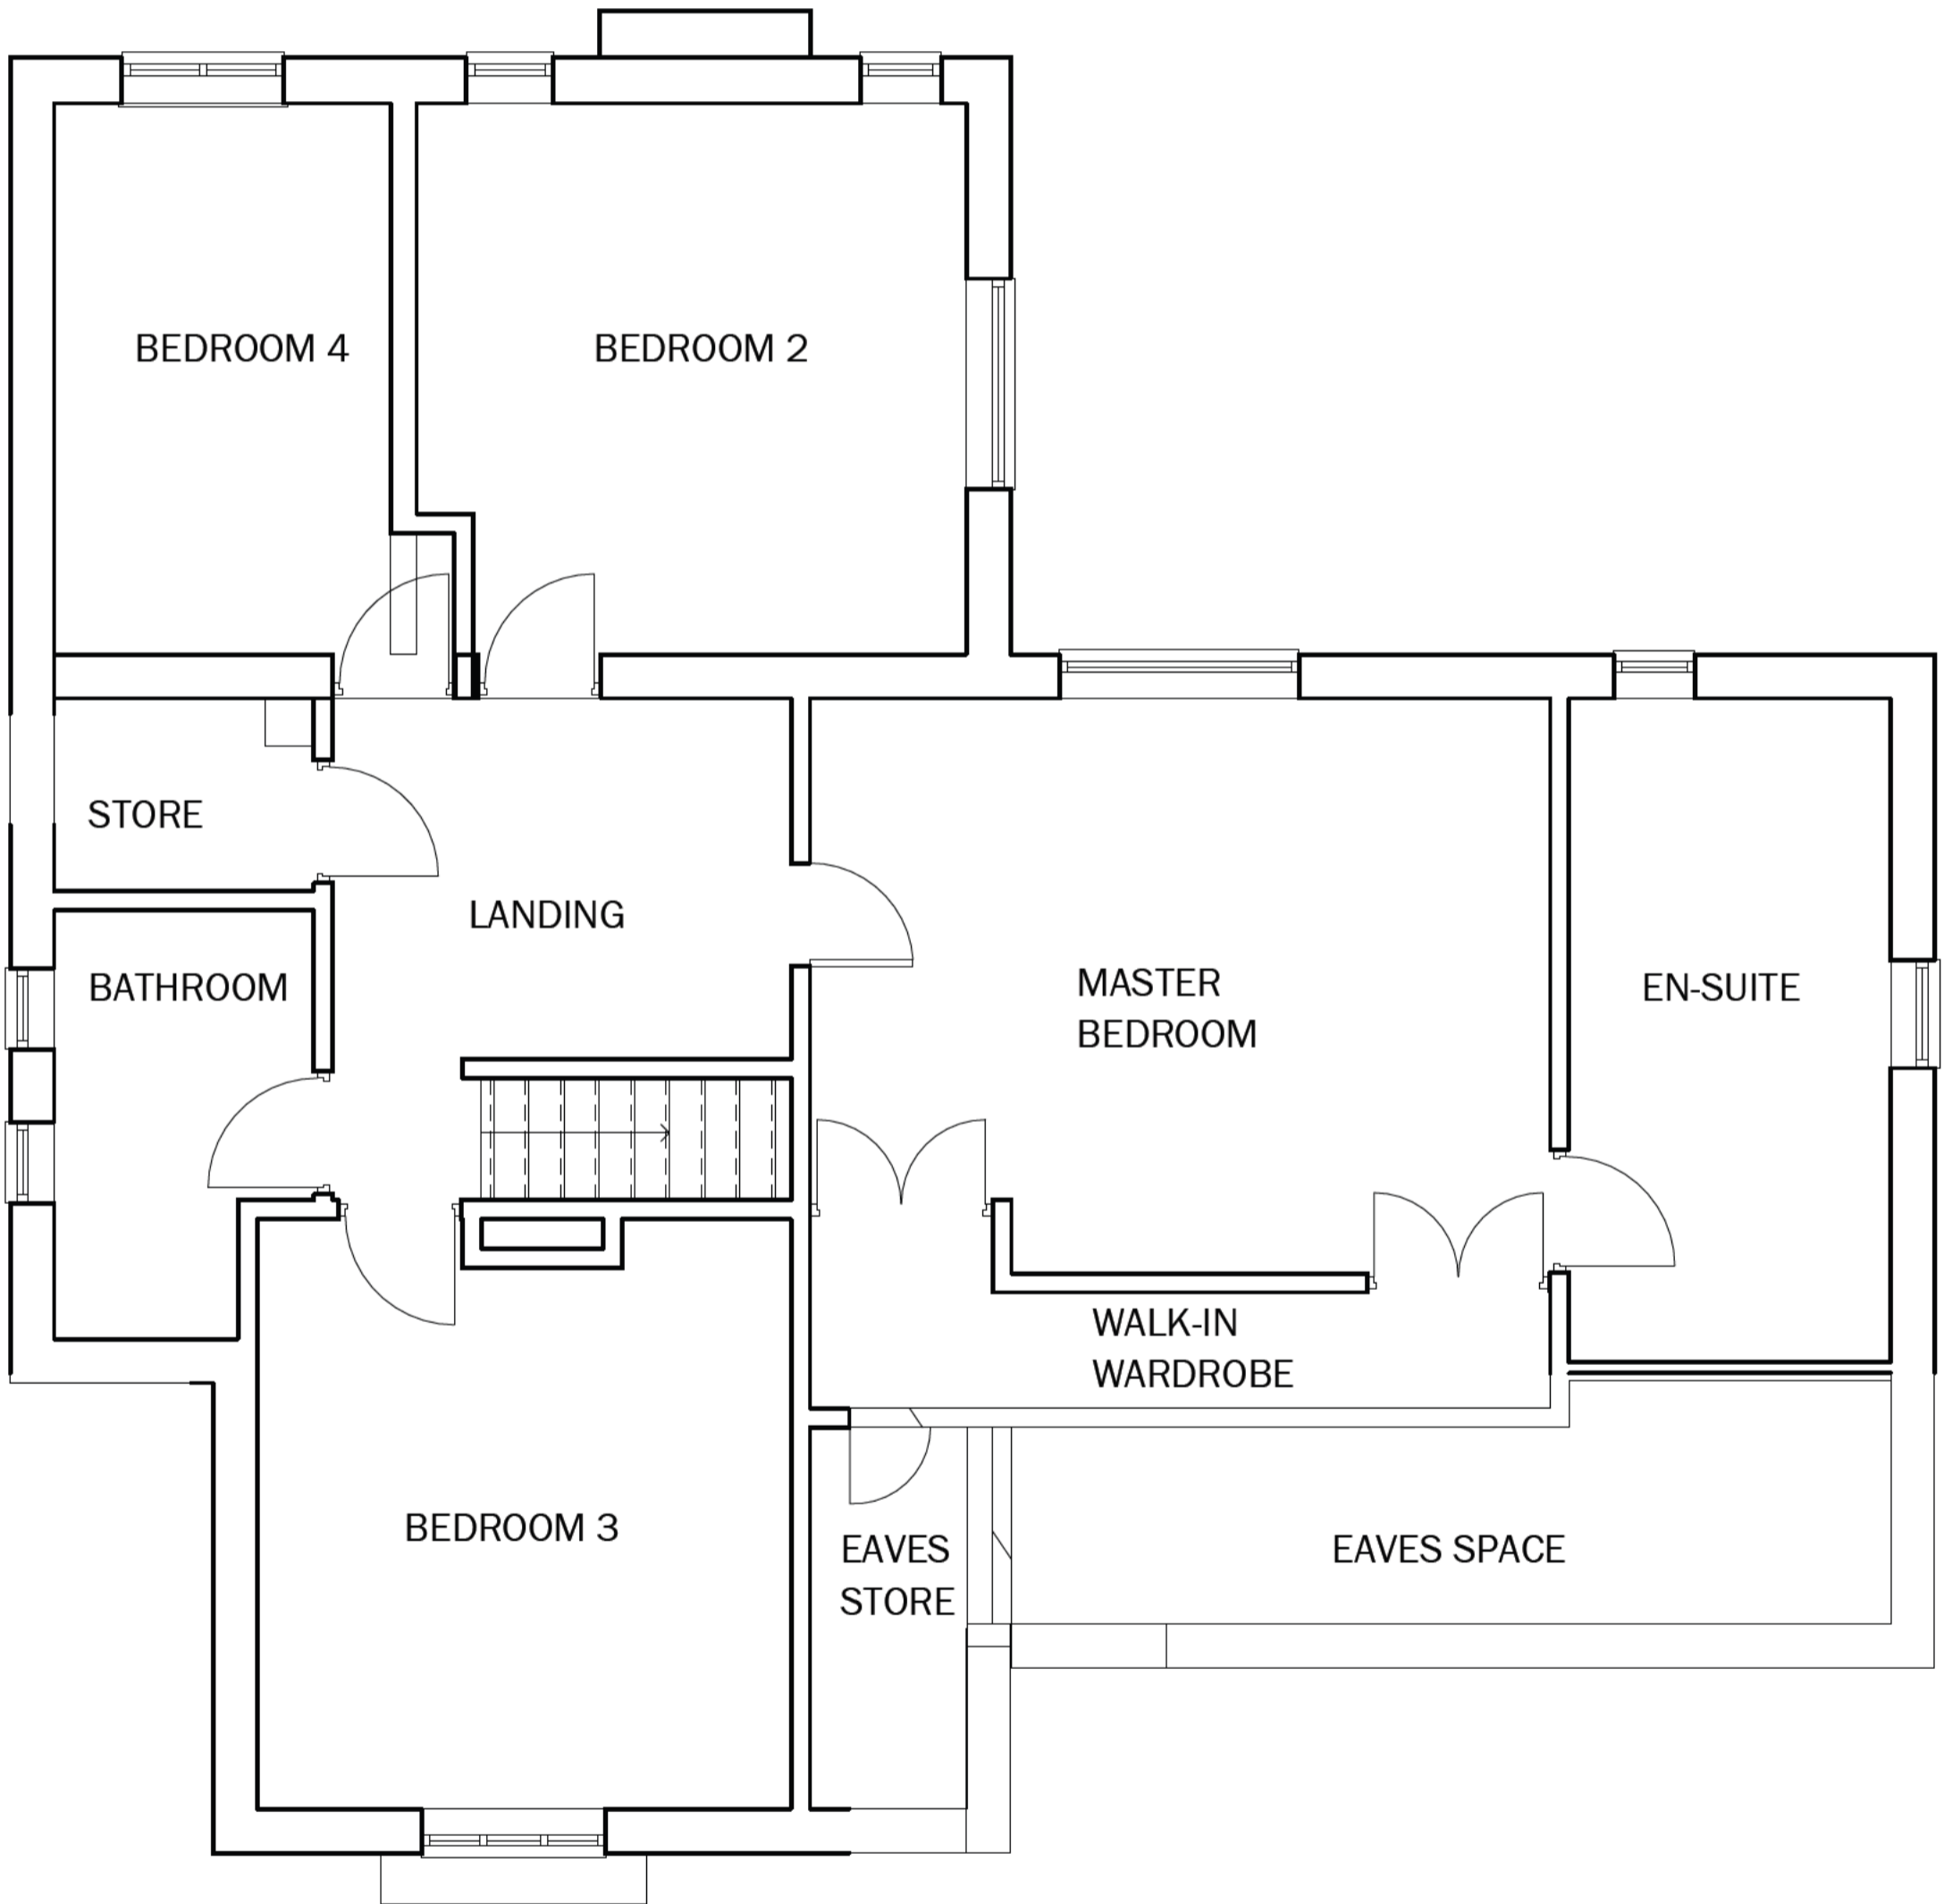 BEDROOM 4
BEDROOM 2
STORE
LANDING
BATHROOM
MASTER
BEDROOM
EN-SUITE
WALK-IN
WARDROBE
BEDROOM 3
EAVES
STORE
EAVES SPACE